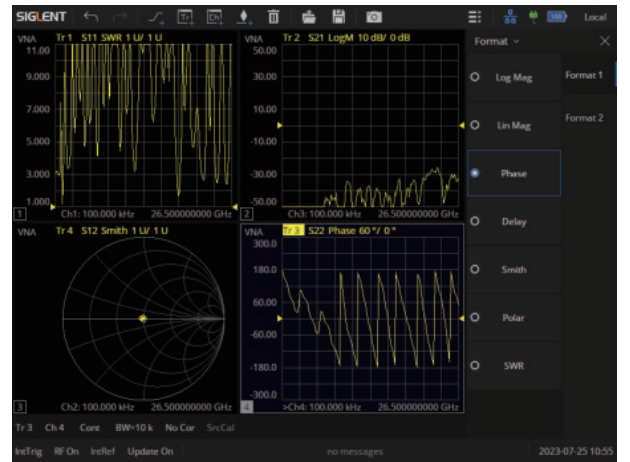 SIGLENT Tr Ch 100 Local
VNA Tr 1 S11 SWR 1 U/ 1 U
11.00
9.000
7.000
5.000
3.000
1.000
1 Ch1: 100.000 kHz 26.500000000 GHz
VNA Tr 2 S21 LogM 10 dB/ 0 dB
50.00
30.00
10.00
-10.00
-30.00
-50.00
2 Ch3: 100.000 kHz 26.500000000 GHz
VNA Tr 4 S12 Smith 1 U/ 1 U
3 Ch2: 100.000 kHz 26.500000000 GHz
VNA Tr 3 S22 Phase 60 °/ 0 °
300.0
180.0
60.00
-60.00
-180.0
-300.0
4 >Ch4: 100.000 kHz 26.500000000 GHz
Format
Log Mag
Lin Mag
Phase
Delay
Smith
Polar
SWR
Format 1
Format 2
Tr 3 Ch 4 Cont BW=10 k No Cor SrcCal
IntTrig RF On IntRef Update On no messages 2023-07-25 10:55